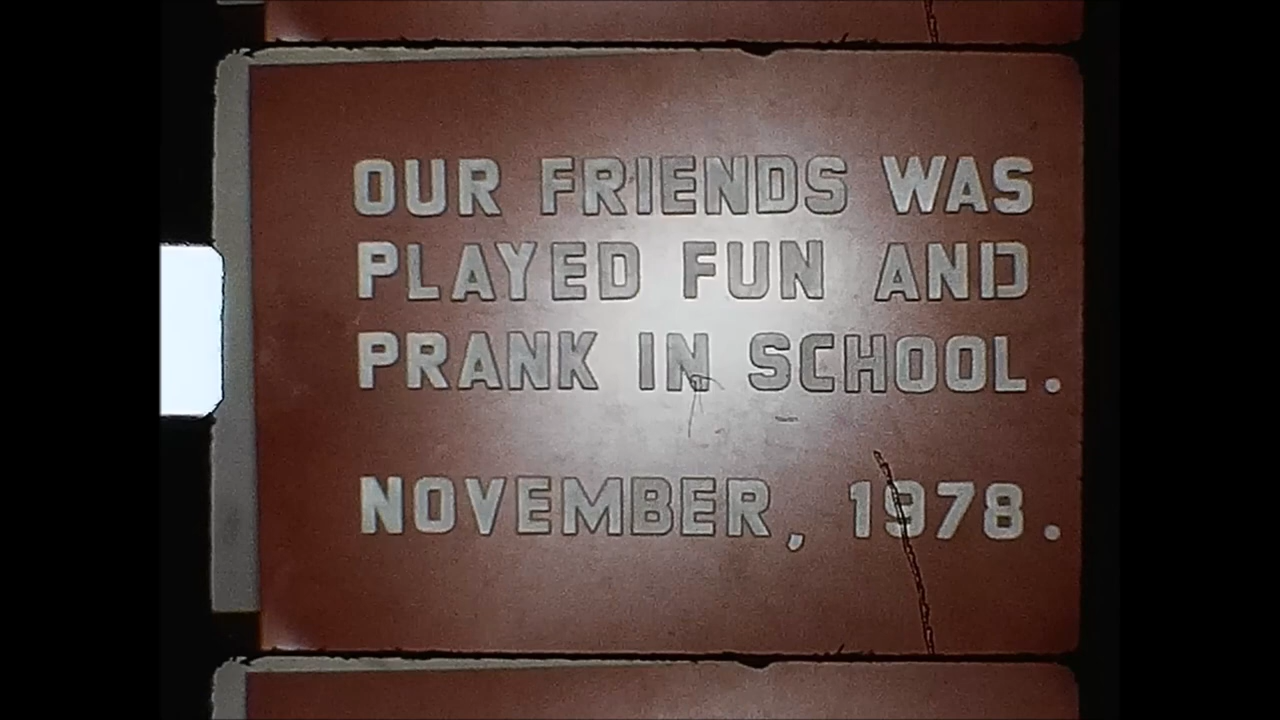 OUR FRIENDS WAS
PLAYED FUN AND
PRANK IN SCHOOL.
NOVEMBER, 1978.